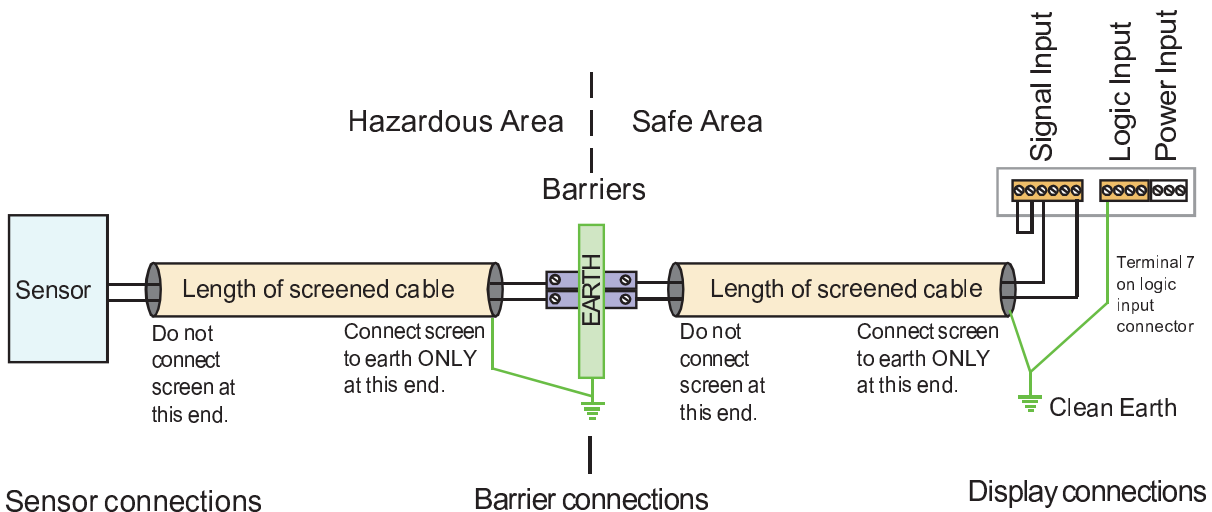 Signal Input
Logic Input
Power Input
Hazardous Area
Safe Area
Barriers
Sensor
Length of screened cable
EARTH
Length of screened cable
Terminal 7
on logic
input
connector
Do not
connect
screen at
this end.
Connect screen
to earth ONLY
at this end.
Do not
connect
screen at
this end.
Connect screen
to earth ONLY
at this end.
Clean Earth
Sensor connections
Barrier connections
Display connections